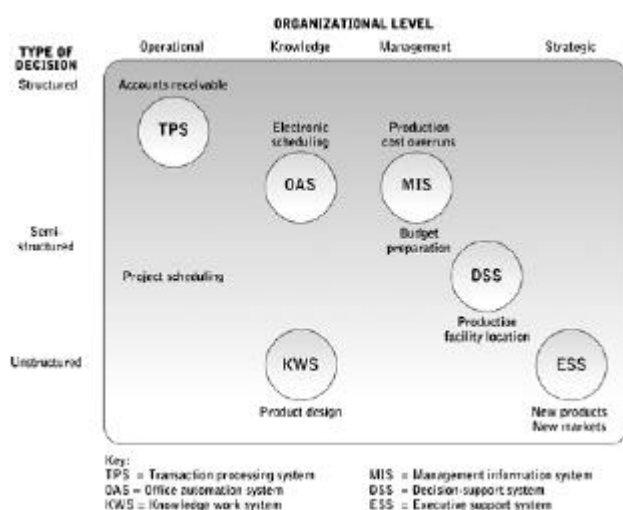 ORGANIZATIONAL LEVEL
TYPE OF
DECISION
Operational Knowledge Management Strategic
Structured
Accounts receivable
TPS
Electronic
scheduling
Production
cost overruns
OAS
MIS
Semi-
structured
Budget
preparation
Project scheduling
DSS
Production
facility location
Unstructured
KWS
ESS
Product design
New products
New markets
Key:
TPS = Transaction processing system
OAS = Office automation system
KWS = Knowledge work system
MIS = Management information system
DSS = Decision-support system
ESS = Executive support system